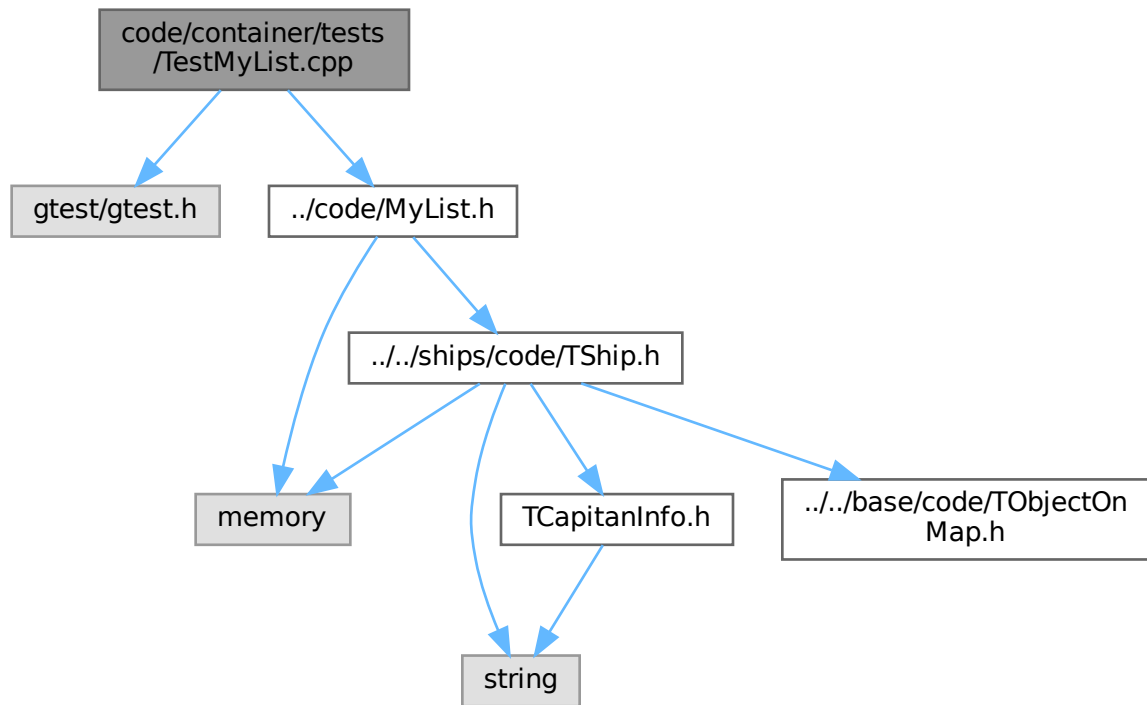 code/container/tests
/TestMyList.cpp
gtest/gtest.h
../code/MyList.h
../../ships/code/TShip.h
memory
TCapitanInfo.h
../../base/code/TObjectOn
Map.h
string